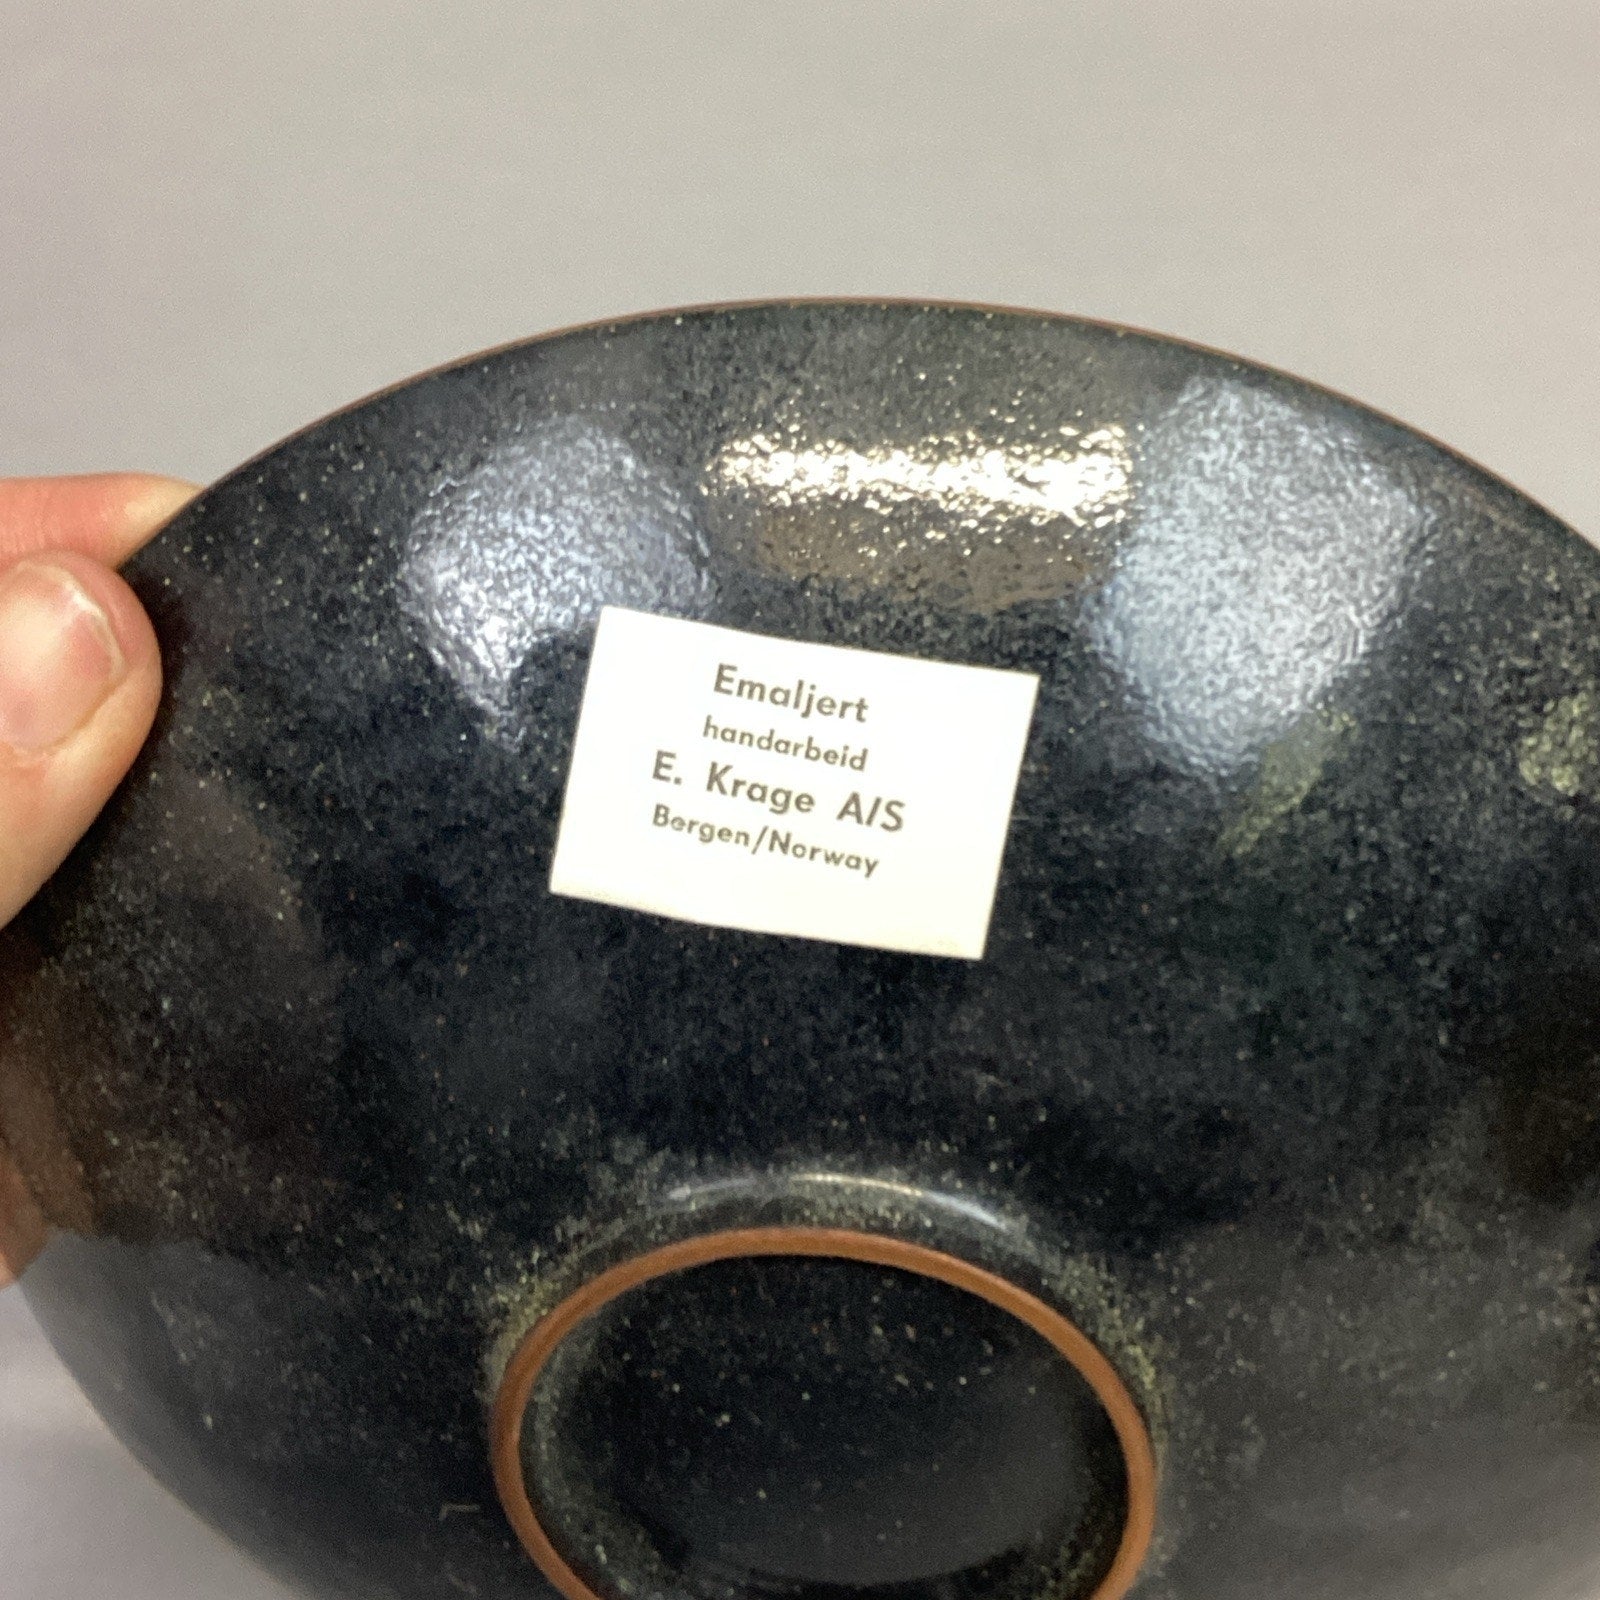 Emaljert
handarbeid
E. Krage A/S
Bergen/Norway